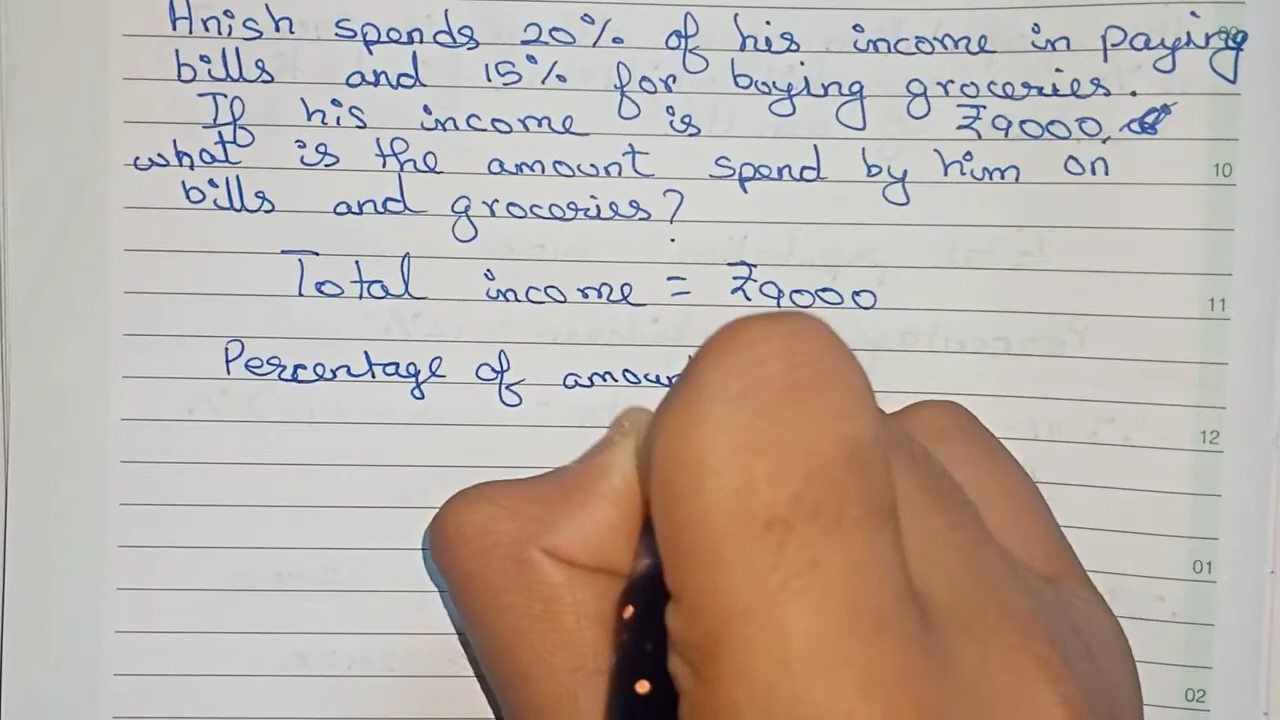 Anish spends 20% of his income in paying
bills and 15% for buying groceries.
If his income is ₹9000,
what is the amount spend by him on
bills and groceries?
Total income = ₹9000
Percentage of amoun
10
11
12
01
02